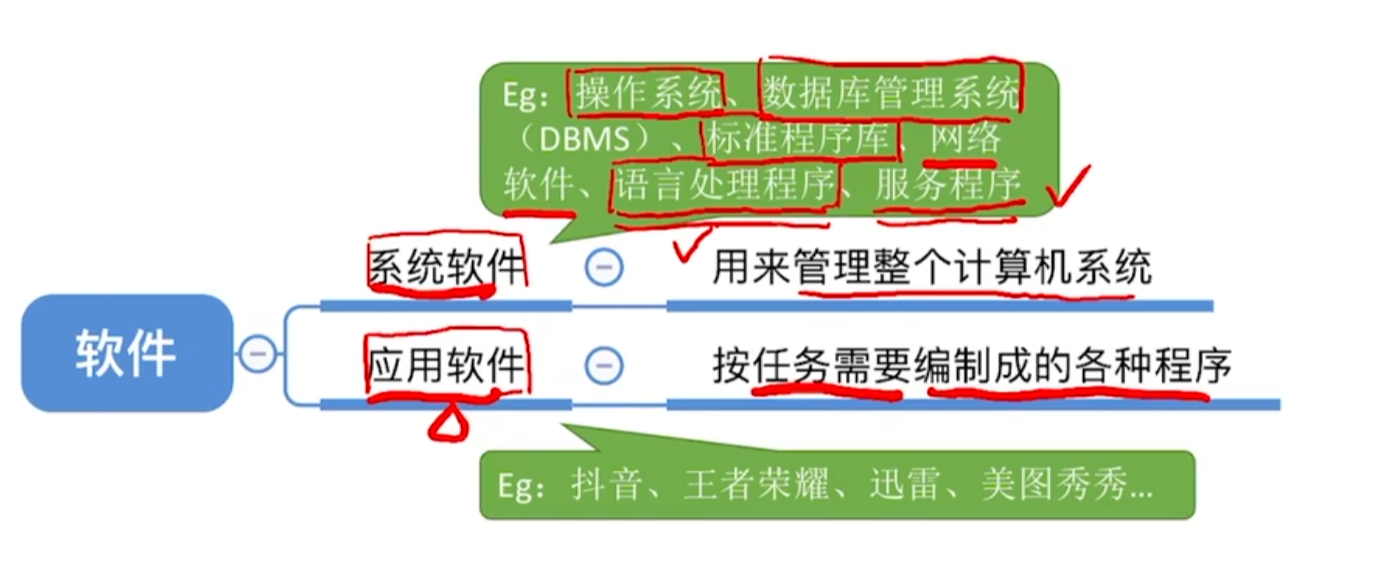 Eg：操作系统、数据库管理系统
（DBMS）、标准程序库、网络
软件、语言处理程序、服务程序
系统软件
用来管理整个计算机系统
软件
应用软件
按任务需要编制成的各种程序
Eg：抖音、王者荣耀、迅雷、美图秀秀...